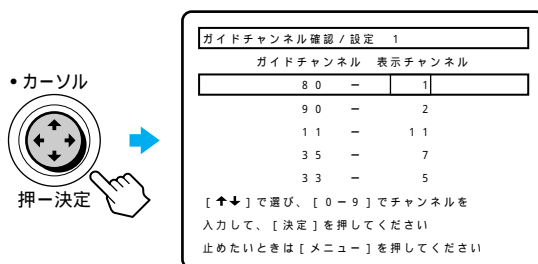 • カーソル
押ー決定
ガイドチャンネル確認 / 設定 1
ガイドチャンネル 表示チャンネル
80 ー 1
90 ー 2
11 ー 11
35 ー 7
33 ー 5
[ ↑↓ ] で選び、 [ 0 − 9 ] でチャンネルを
入力して、 [ 決定 ] を押してください
止めたいときは [ メニュー ] を押してください